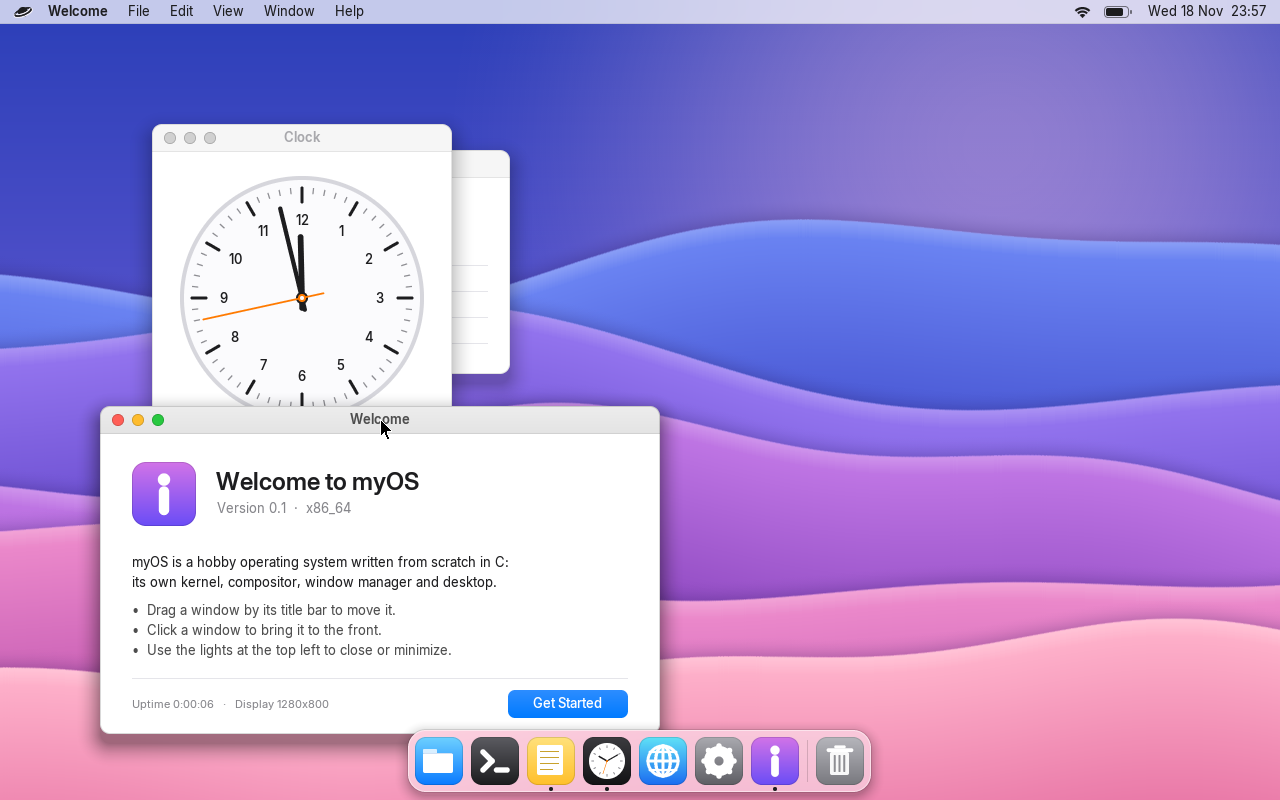 Welcome File Edit View Window Help Wed 18 Nov 23:57
Clock
12
11 1
10 2
9 3
8 4
7 5
6
Welcome
Welcome to myOS
Version 0.1 · x86_64
myOS is a hobby operating system written from scratch in C:
its own kernel, compositor, window manager and desktop.
• Drag a window by its title bar to move it.
• Click a window to bring it to the front.
• Use the lights at the top left to close or minimize.
Uptime 0:00:06 · Display 1280x800
Get Started